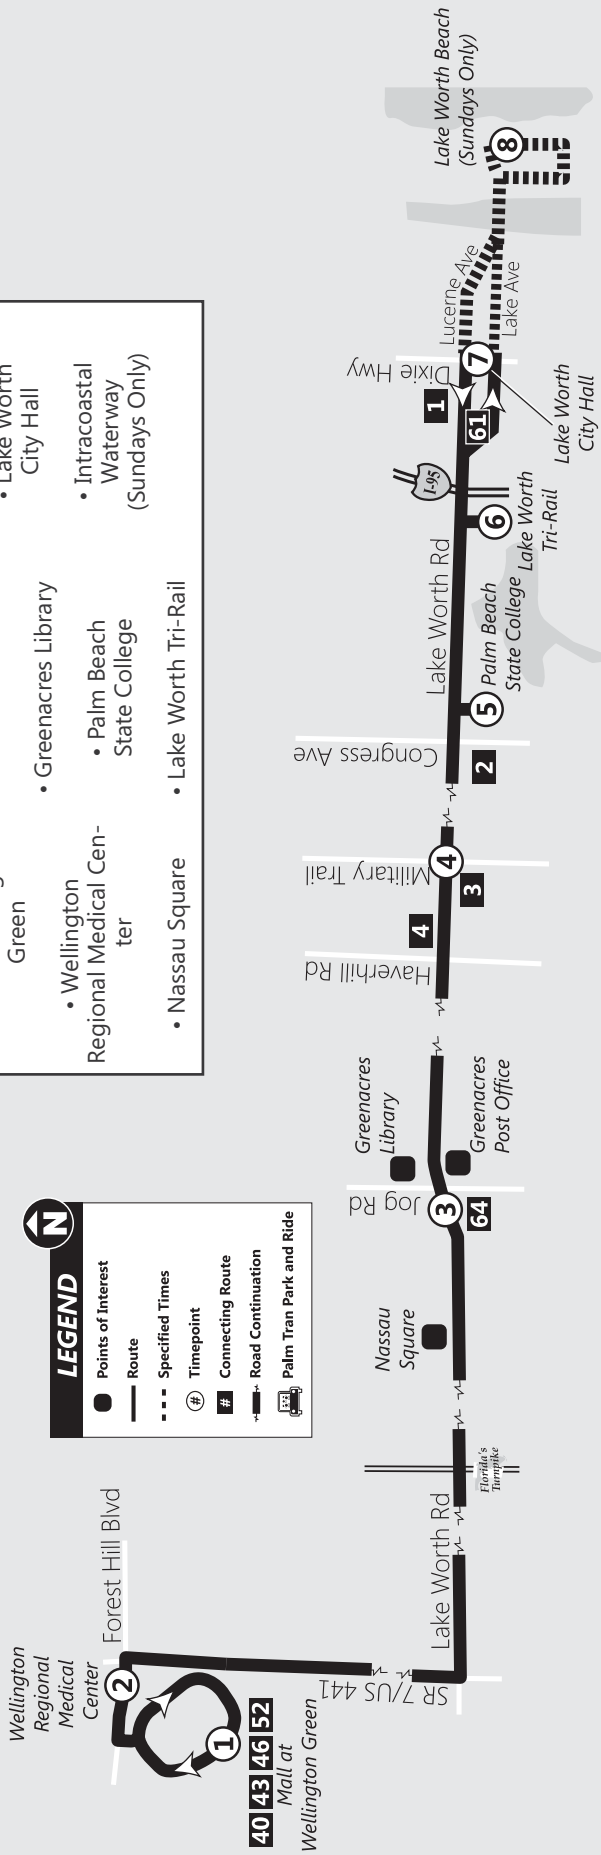 Green
• Wellington
Regional Medical Cen-
ter
• Nassau Square
• Greenacres Library
• Palm Beach
State College
• Lake Worth Tri-Rail
• Lake Worth
City Hall
• Intracoastal
Waterway
(Sundays Only)
LEGEND
N
Points of Interest
Route
Specified Times
# Timepoint
# Connecting Route
Road Continuation
Palm Tran Park and Ride
Wellington
Regional
Medical
Center
Forest Hill Blvd
2
1
40 43 46 52
Mall at
Wellington Green
SR 7/US 441
Lake Worth Rd
Florida's
Turnpike
Nassau
Square
Jog Rd
3
64
Greenacres
Library
Greenacres
Post Office
Haverhill Rd
4
Military Trail
4
3
Congress Ave
2
5
Palm Beach
State College
Lake Worth Rd
6
Lake Worth
Tri-Rail
I-95
1
61
Dixie Hwy
7
Lake Worth
City Hall
Lucerne Ave
Lake Ave
8
Lake Worth Beach
(Sundays Only)